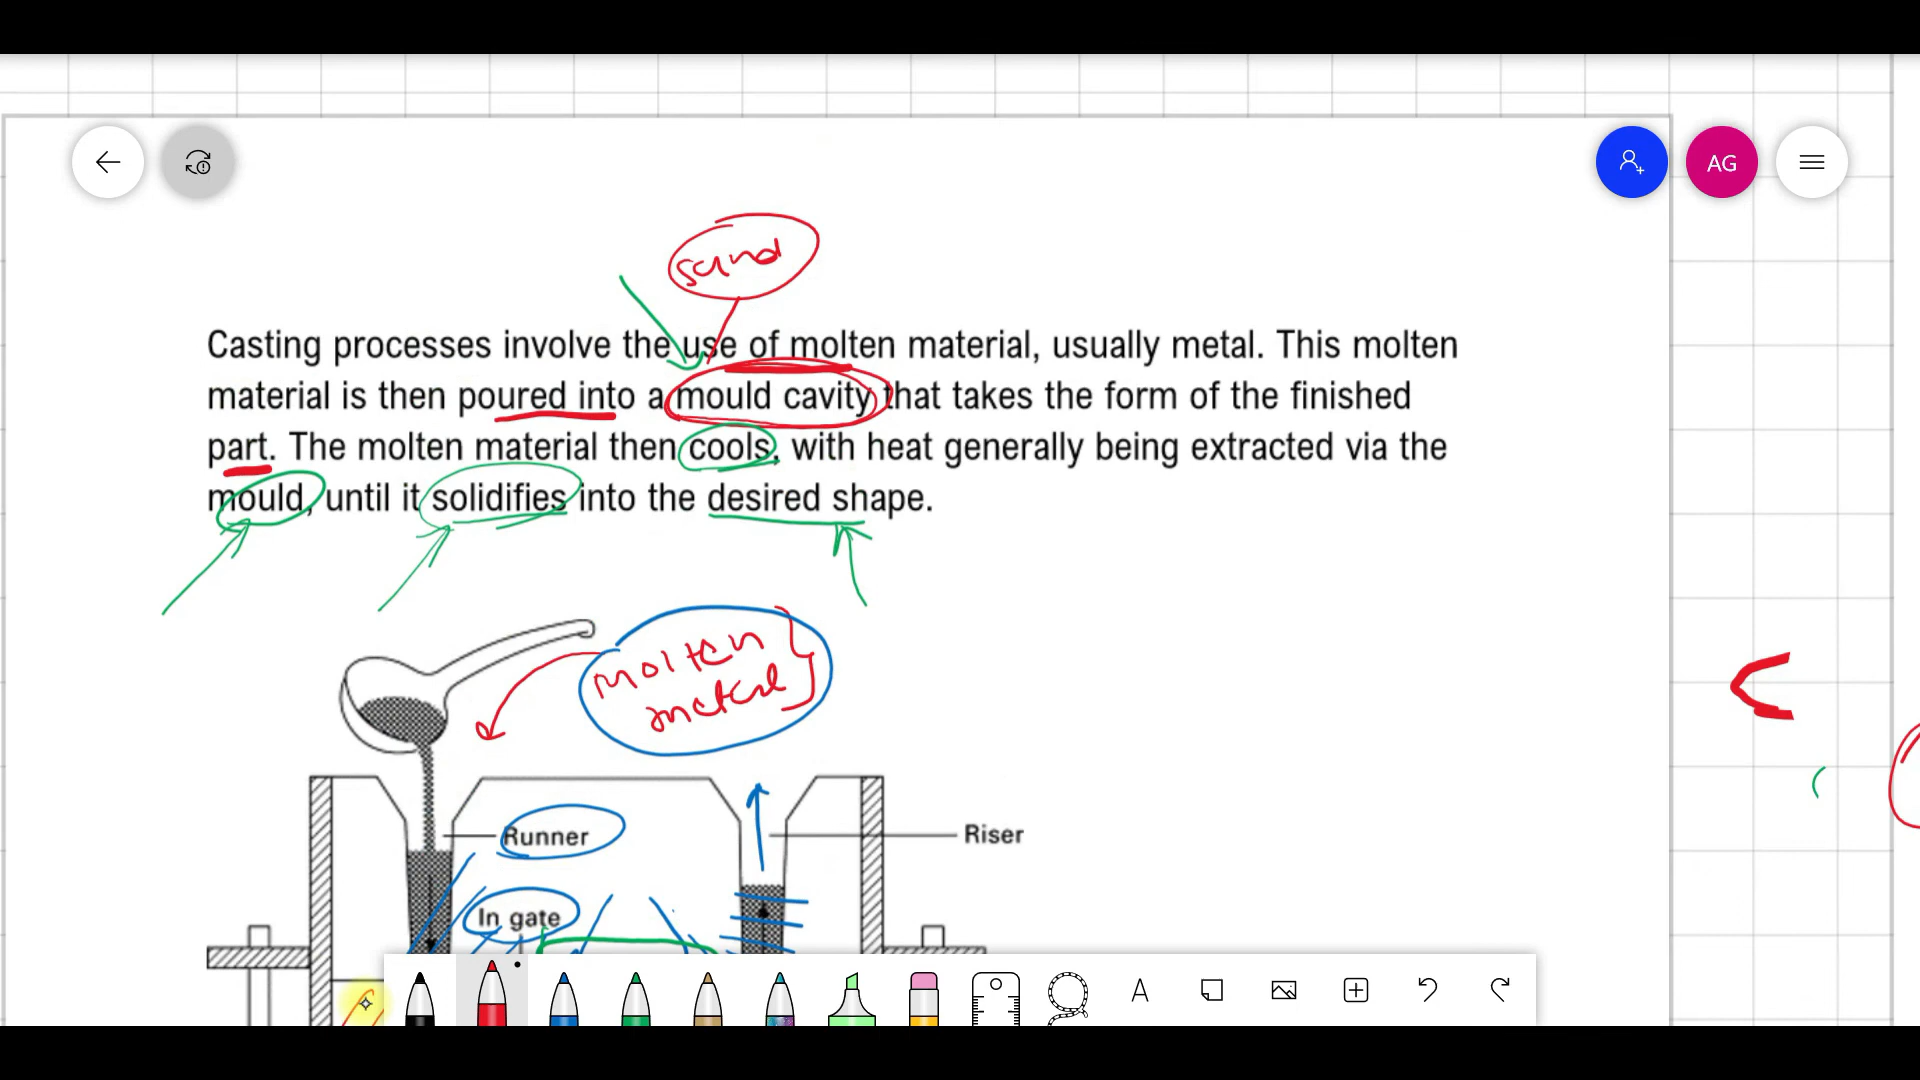 AG
sand
Casting processes involve the use of molten material, usually metal. This molten
material is then poured into a mould cavity that takes the form of the finished
part. The molten material then cools, with heat generally being extracted via the
mould, until it solidifies into the desired shape.
Molten
metal
Runner
Riser
In gate